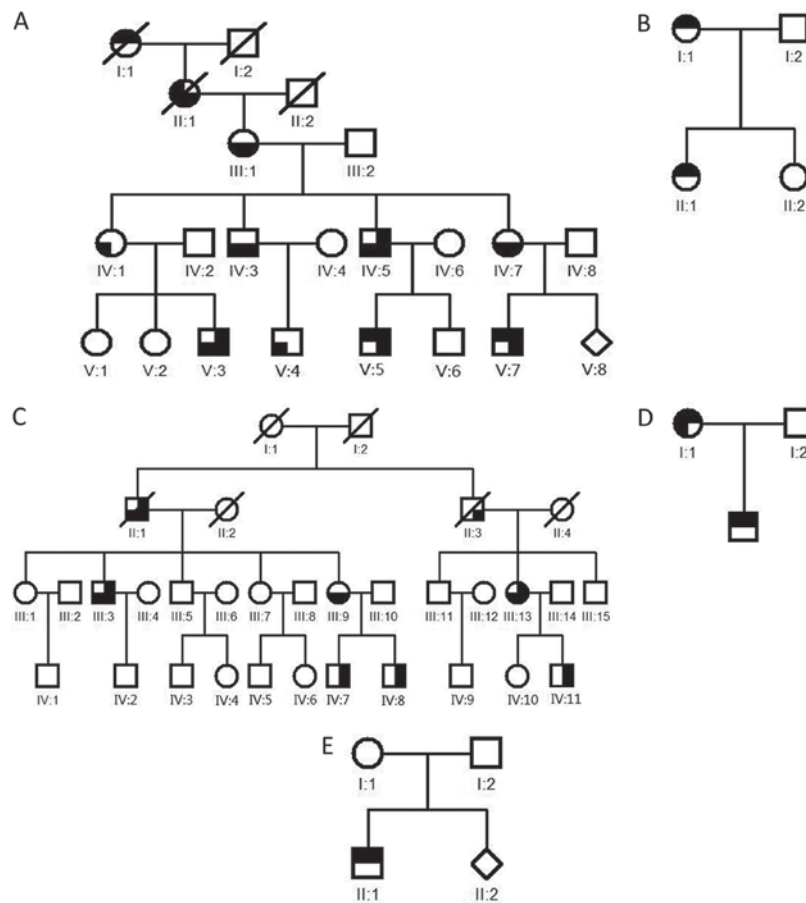 A
I:1
I:2
II:1
II:2
III:1
III:2
IV:1
IV:2
IV:3
IV:4
IV:5
IV:6
IV:7
IV:8
V:1
V:2
V:3
V:4
V:5
V:6
V:7
V:8
B
I:1
I:2
II:1
II:2
C
I:1
I:2
II:1
II:2
II:3
II:4
III:1
III:2
III:3
III:4
III:5
III:6
III:7
III:8
III:9
III:10
III:11
III:12
III:13
III:14
III:15
IV:1
IV:2
IV:3
IV:4
IV:5
IV:6
IV:7
IV:8
IV:9
IV:10
IV:11
D
I:1
I:2
E
I:1
I:2
II:1
II:2